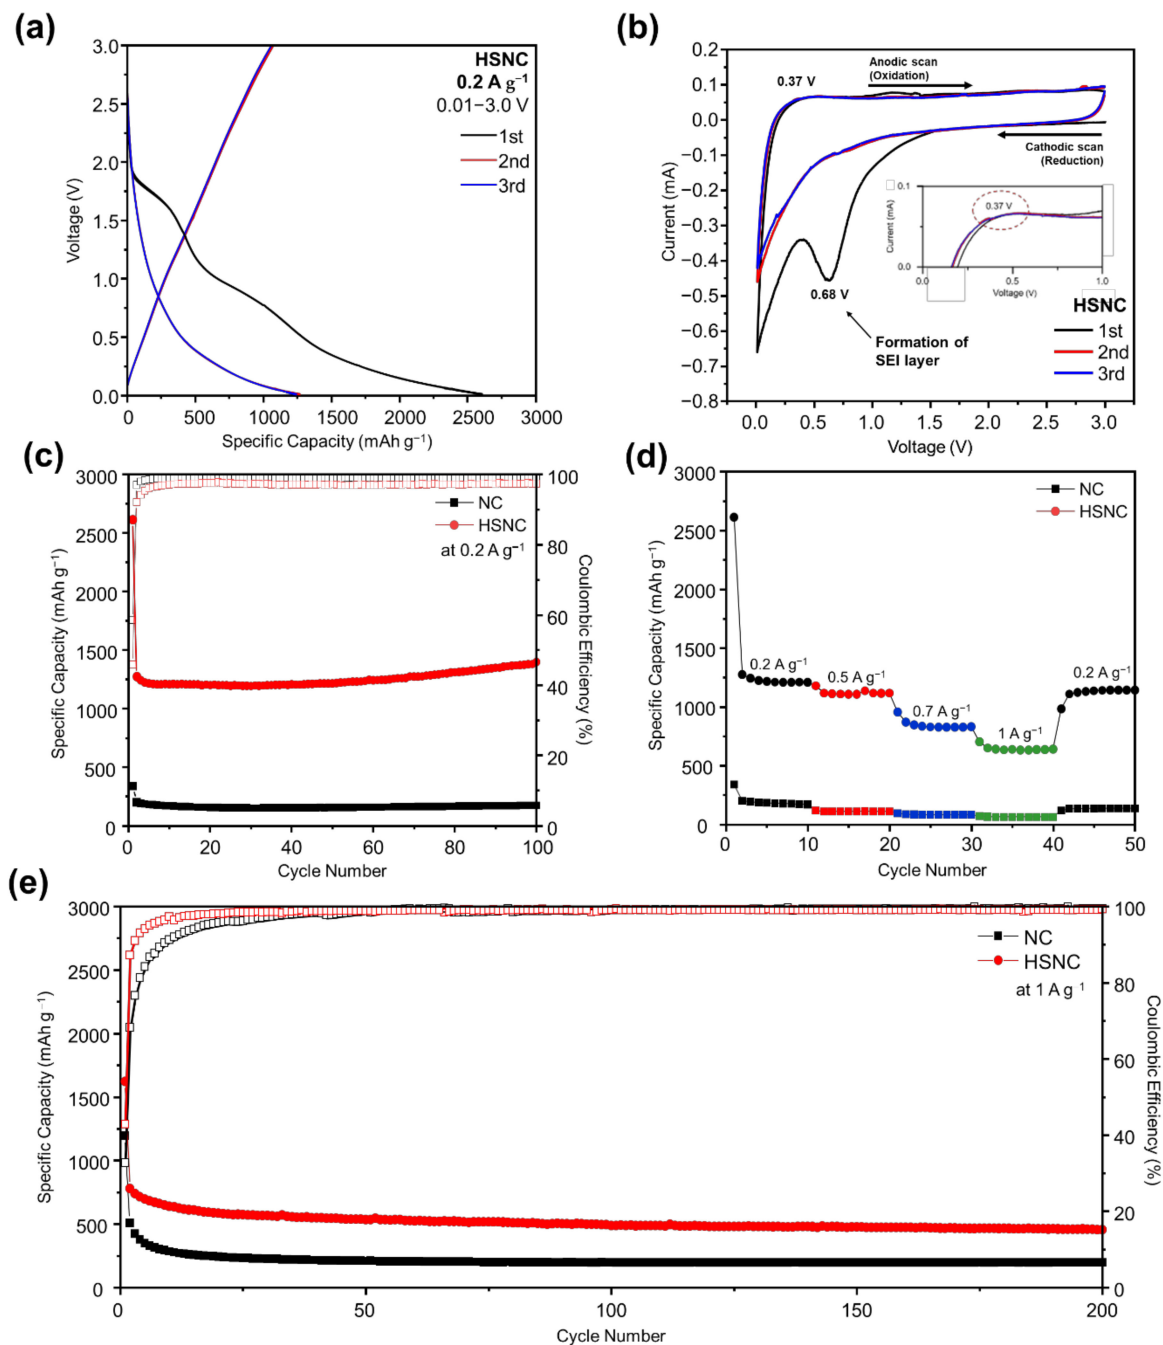 (a)
3.0
2.5
2.0
1.5
1.0
0.5
0.0
Voltage (V)
HSNC
0.2 A g⁻¹
0.01−3.0 V
1st
2nd
3rd
0
500
1000
1500
2000
2500
3000
Specific Capacity (mAh g⁻¹)
(b)
0.2
0.1
0.0
−0.1
−0.2
−0.3
−0.4
−0.5
−0.6
−0.7
−0.8
Current (mA)
0.37 V
Anodic scan
(Oxidation)
Cathodic scan
(Reduction)
0.1
0.0
Current (mA)
0.37 V
0.0
0.5
1.0
Voltage (V)
0.68 V
Formation of
SEI layer
HSNC
1st
2nd
3rd
0.0
0.5
1.0
1.5
2.0
2.5
3.0
Voltage (V)
(c)
3000
2500
2000
1500
1000
500
0
Specific Capacity (mAh g⁻¹)
NC
HSNC
at 0.2 A g⁻¹
100
80
60
40
20
0
Coulombic Efficiency (%)
0
20
40
60
80
100
Cycle Number
(d)
3000
2500
2000
1500
1000
500
0
Specific Capacity (mAh g⁻¹)
NC
HSNC
0.2 A g⁻¹
0.5 A g⁻¹
0.7 A g⁻¹
1 A g⁻¹
0.2 A g⁻¹
0
10
20
30
40
50
Cycle Number
(e)
3000
2500
2000
1500
1000
500
0
Specific Capacity (mAh g⁻¹)
NC
HSNC
at 1 A g⁻¹
100
80
60
40
20
0
Coulombic Efficiency (%)
0
50
100
150
200
Cycle Number